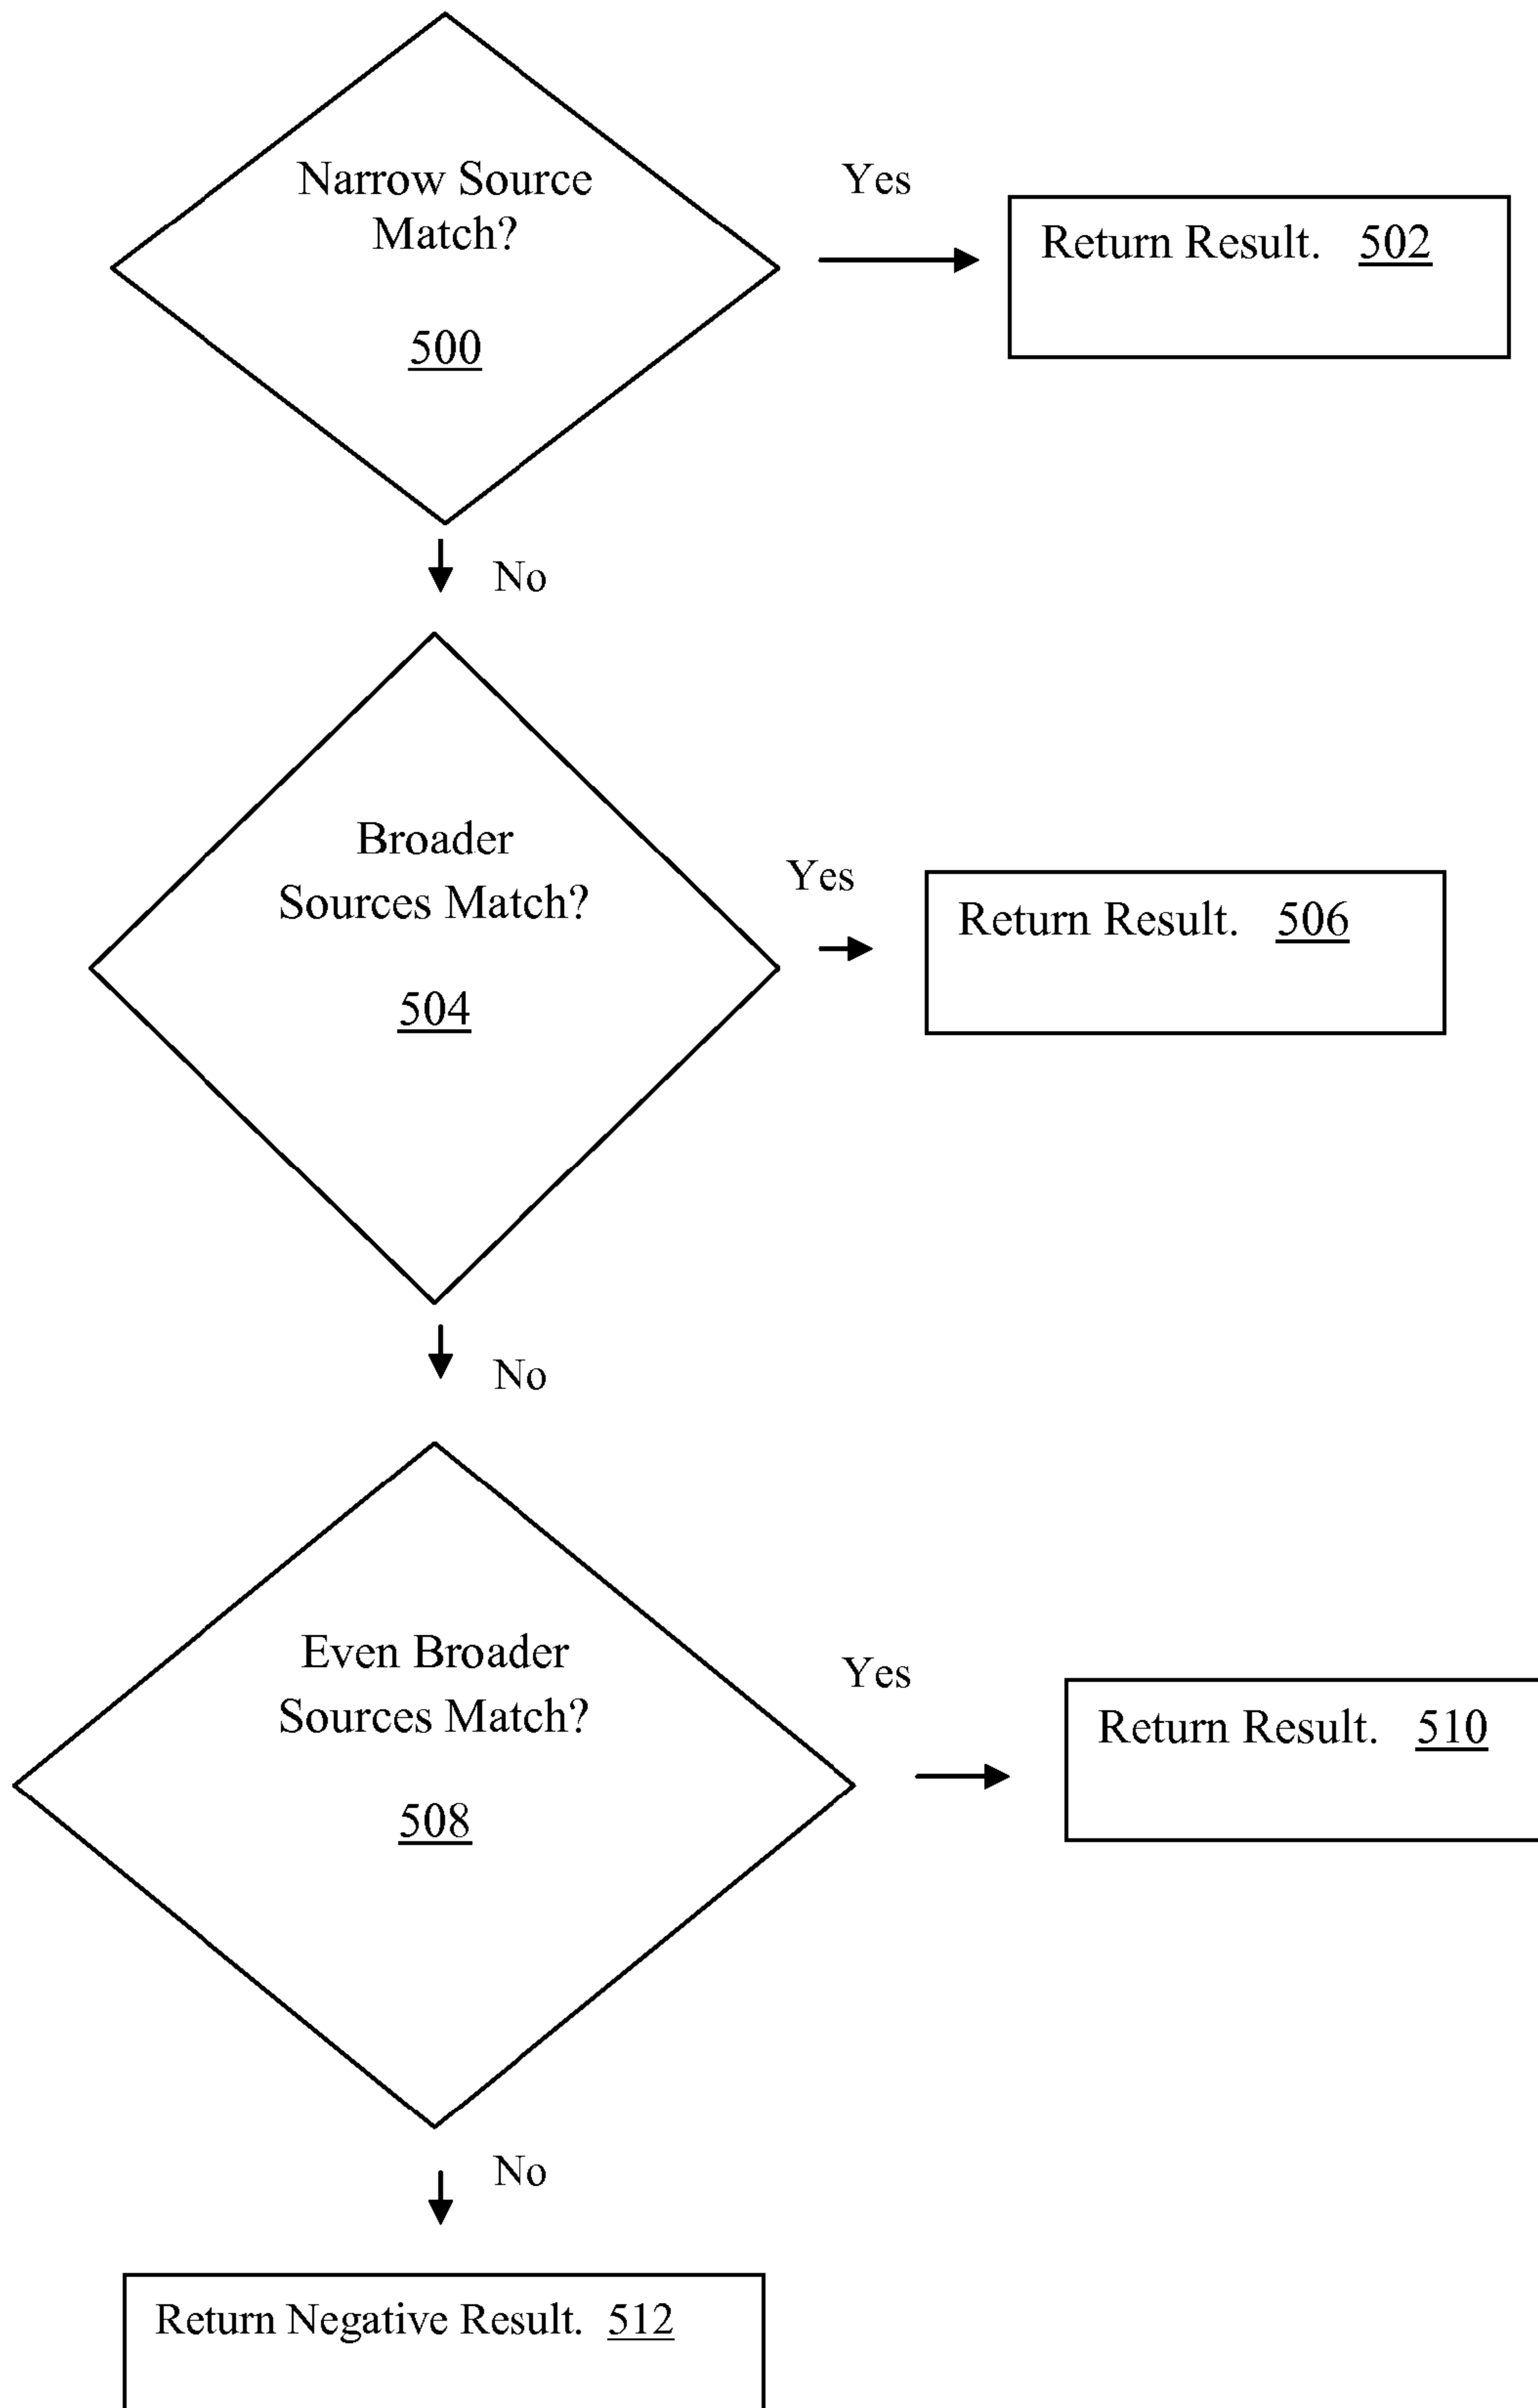 Narrow Source
Match?
500
Yes
Return Result. 502
No
Broader
Sources Match?
504
Yes
Return Result. 506
No
Even Broader
Sources Match?
508
Yes
Return Result. 510
No
Return Negative Result. 512